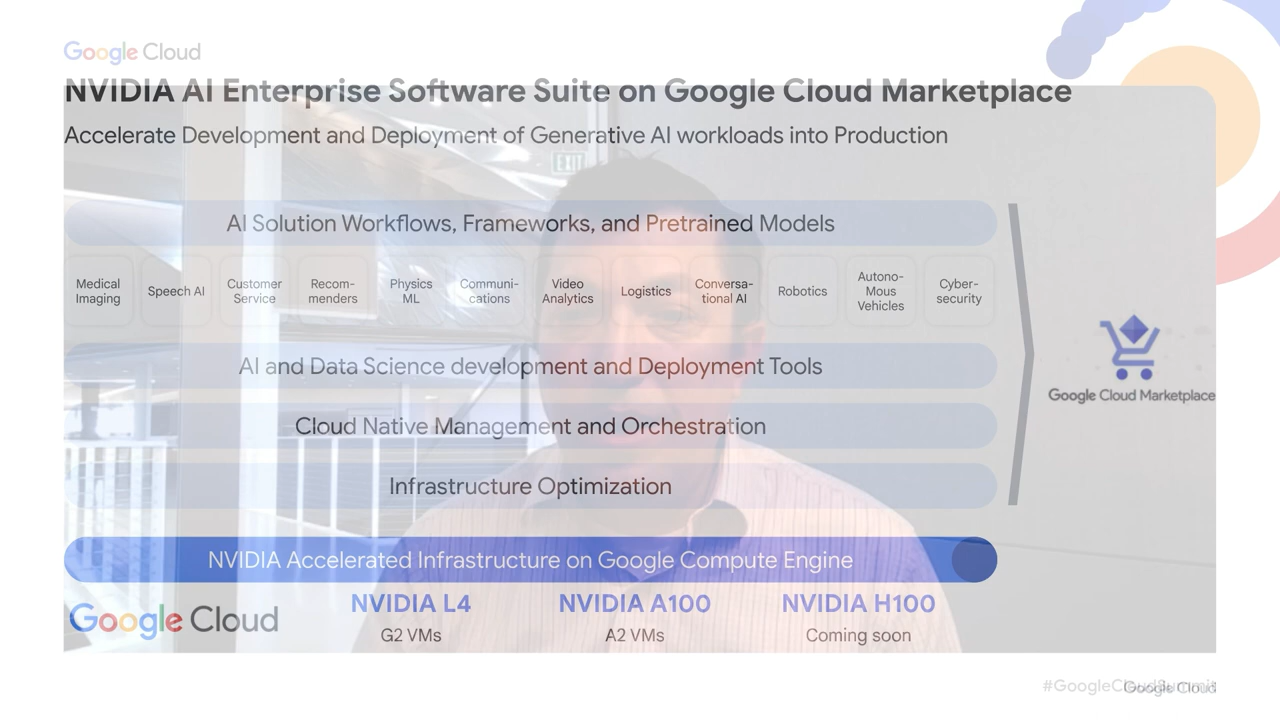 Google Cloud
NVIDIA AI Enterprise Software Suite on Google Cloud Marketplace
Accelerate Development and Deployment of Generative AI workloads into Production
EXIT
AI Solution Workflows, Frameworks, and Pretrained Models
Medical
Imaging
Speech AI
Customer
Service
Recom-
menders
Physics
ML
Communi-
cations
Video
Analytics
Logistics
Conversa-
tional AI
Robotics
Autono-
Mous
Vehicles
Cyber-
security
AI and Data Science development and Deployment Tools
Cloud Native Management and Orchestration
Infrastructure Optimization
Google Cloud Marketplace
NVIDIA Accelerated Infrastructure on Google Compute Engine
Google Cloud
NVIDIA L4
G2 VMs
NVIDIA A100
A2 VMs
NVIDIA H100
Coming soon
#GoogleCloudSummit
Google Cloud